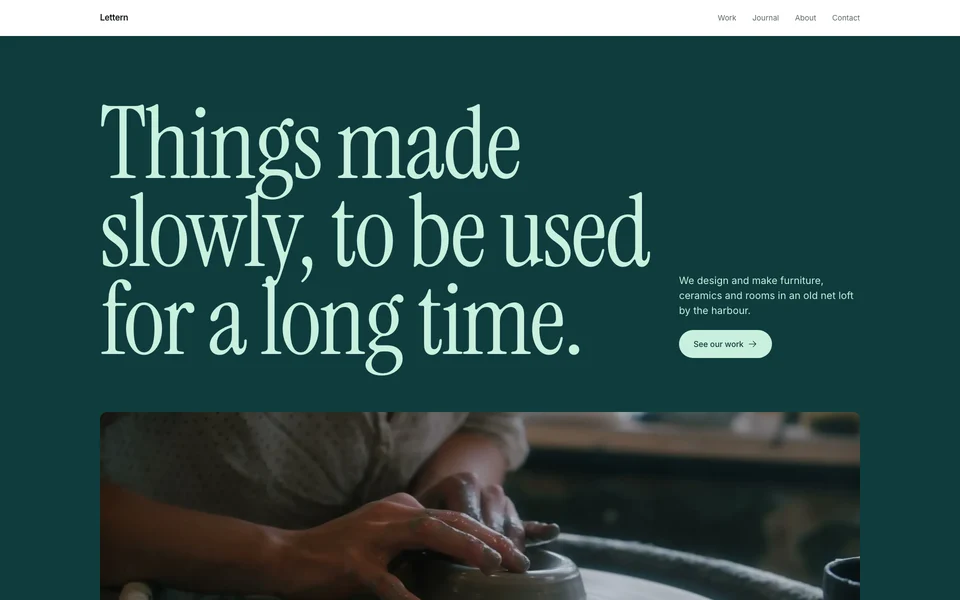 Lettern
Work Journal About Contact
Things made
slowly, to be used
for a long time.
We design and make furniture,
ceramics and rooms in an old net loft
by the harbour.
See our work →